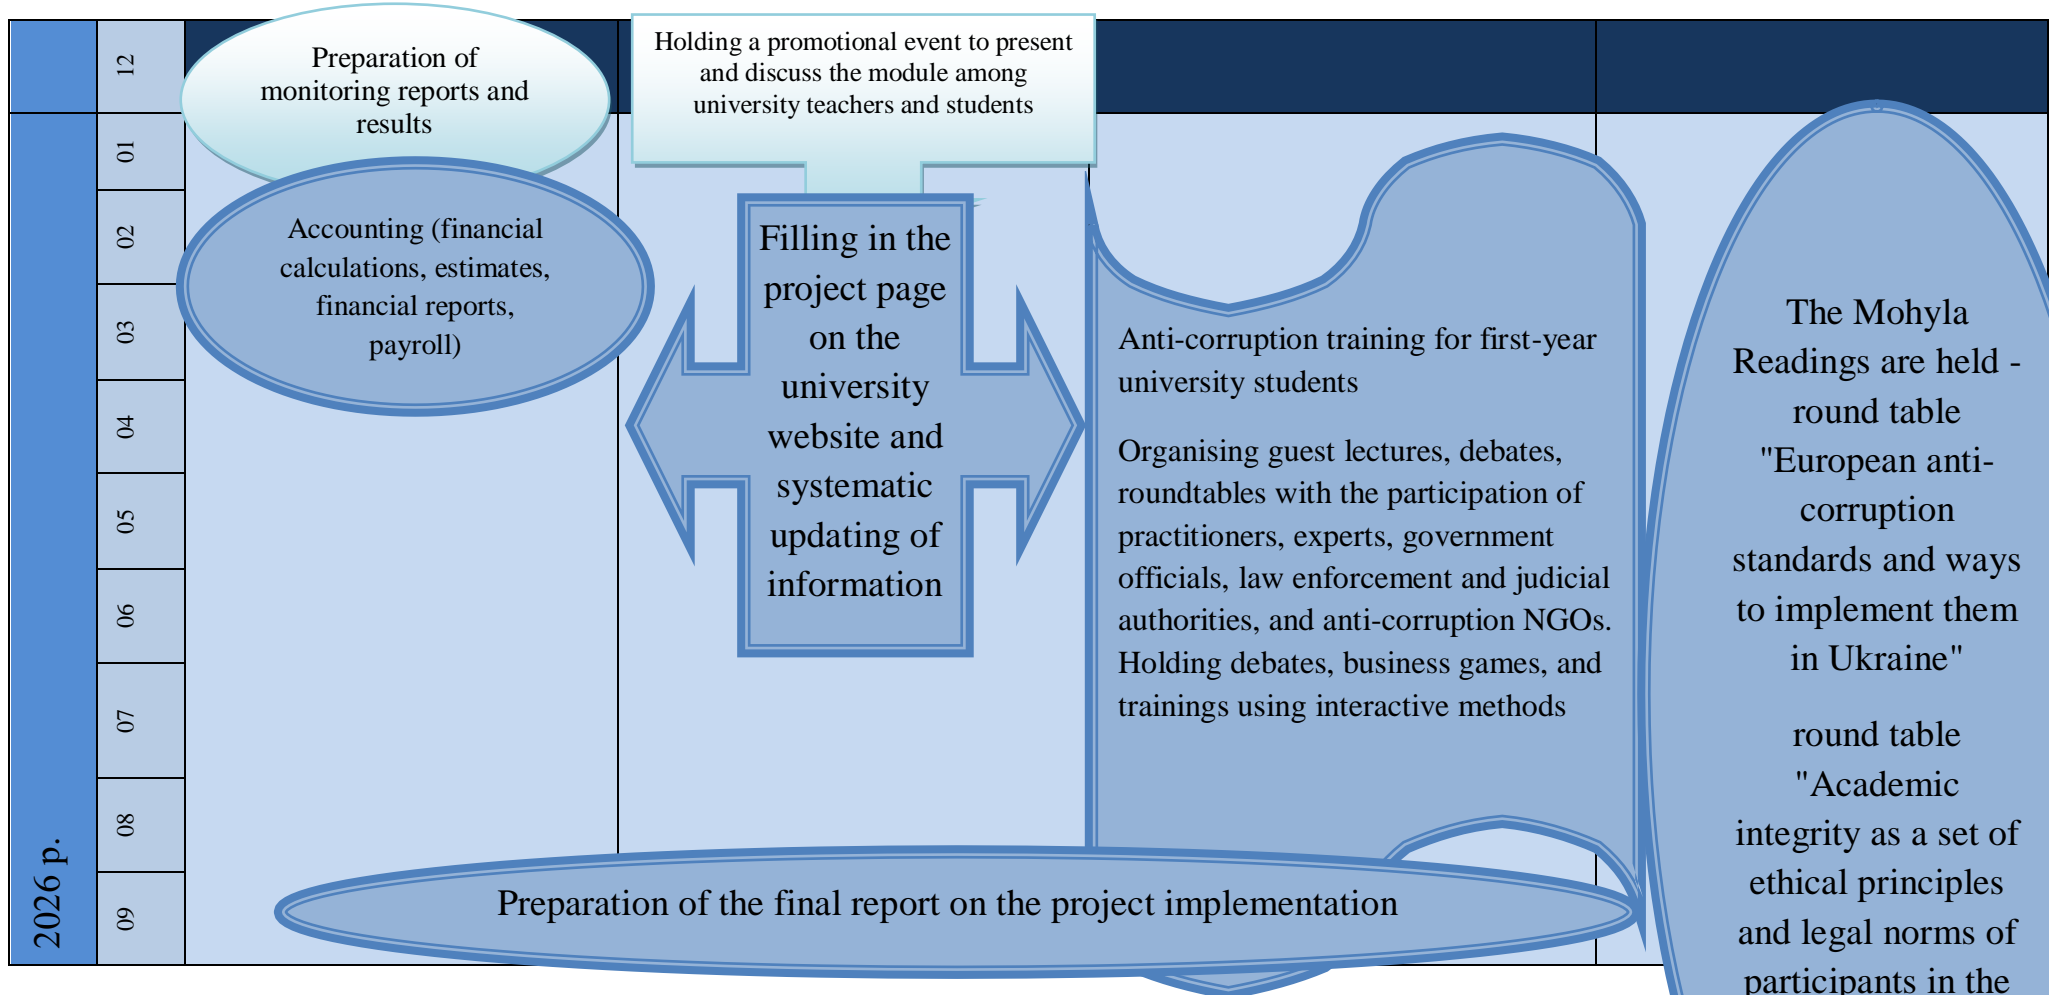 12
01
02
03
04
05
06
07
08
09
2026 р.
Preparation of
monitoring reports and
results
Accounting (financial
calculations, estimates,
financial reports,
payroll)
Holding a promotional event to present
and discuss the module among
university teachers and students
Filling in the
project page
on the
university
website and
systematic
updating of
information
Anti-corruption training for first-year
university students
Organising guest lectures, debates,
roundtables with the participation of
practitioners, experts, government
officials, law enforcement and judicial
authorities, and anti-corruption NGOs.
Holding debates, business games, and
trainings using interactive methods
The Mohyla
Readings are held -
round table
"European anti-
corruption
standards and ways
to implement them
in Ukraine"
round table
"Academic
integrity as a set of
ethical principles
and legal norms of
participants in the
Preparation of the final report on the project implementation